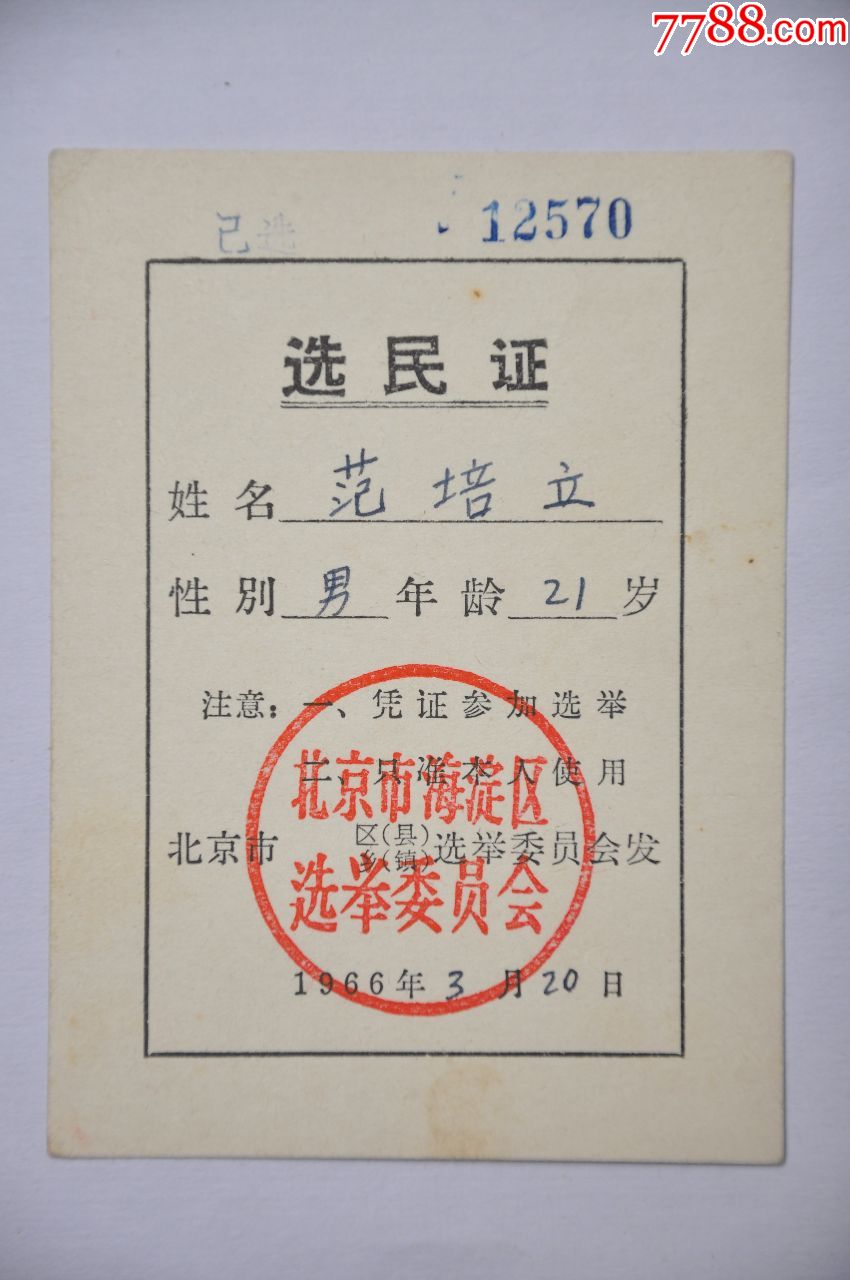 7788.com
已选 12570
选民证
姓名 范培立
性別 男 年龄 21 岁
注意：一、凭证参加选举
二、只准本人使用
北京市 区(县) 乡(镇) 选举委员会发
北京市海淀区
选举委员会
1966年3月20日